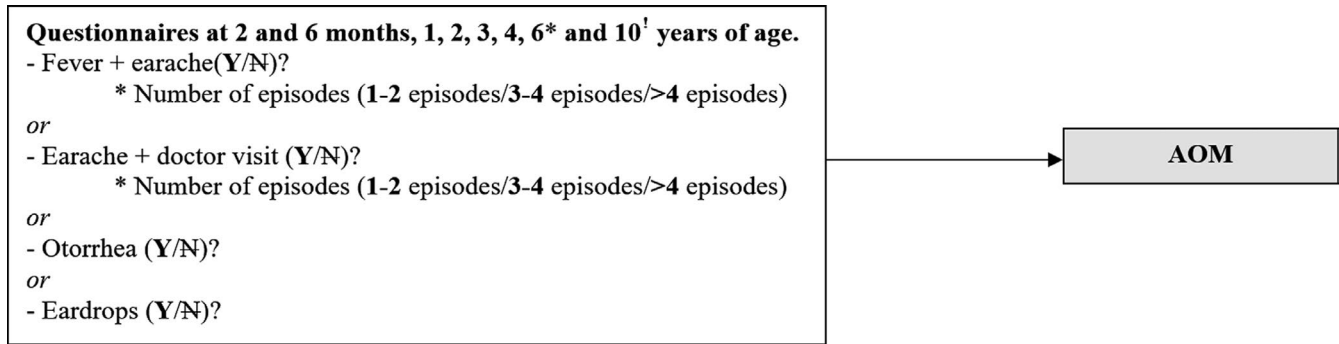 Questionnaires at 2 and 6 months, 1, 2, 3, 4, 6* and 10! years of age.
- Fever + earache(Y/N)?
* Number of episodes (1-2 episodes/3-4 episodes/>4 episodes)
or
- Earache + doctor visit (Y/N)?
* Number of episodes (1-2 episodes/3-4 episodes/>4 episodes)
or
- Otorrhea (Y/N)?
or
- Eardrops (Y/N)?
AOM